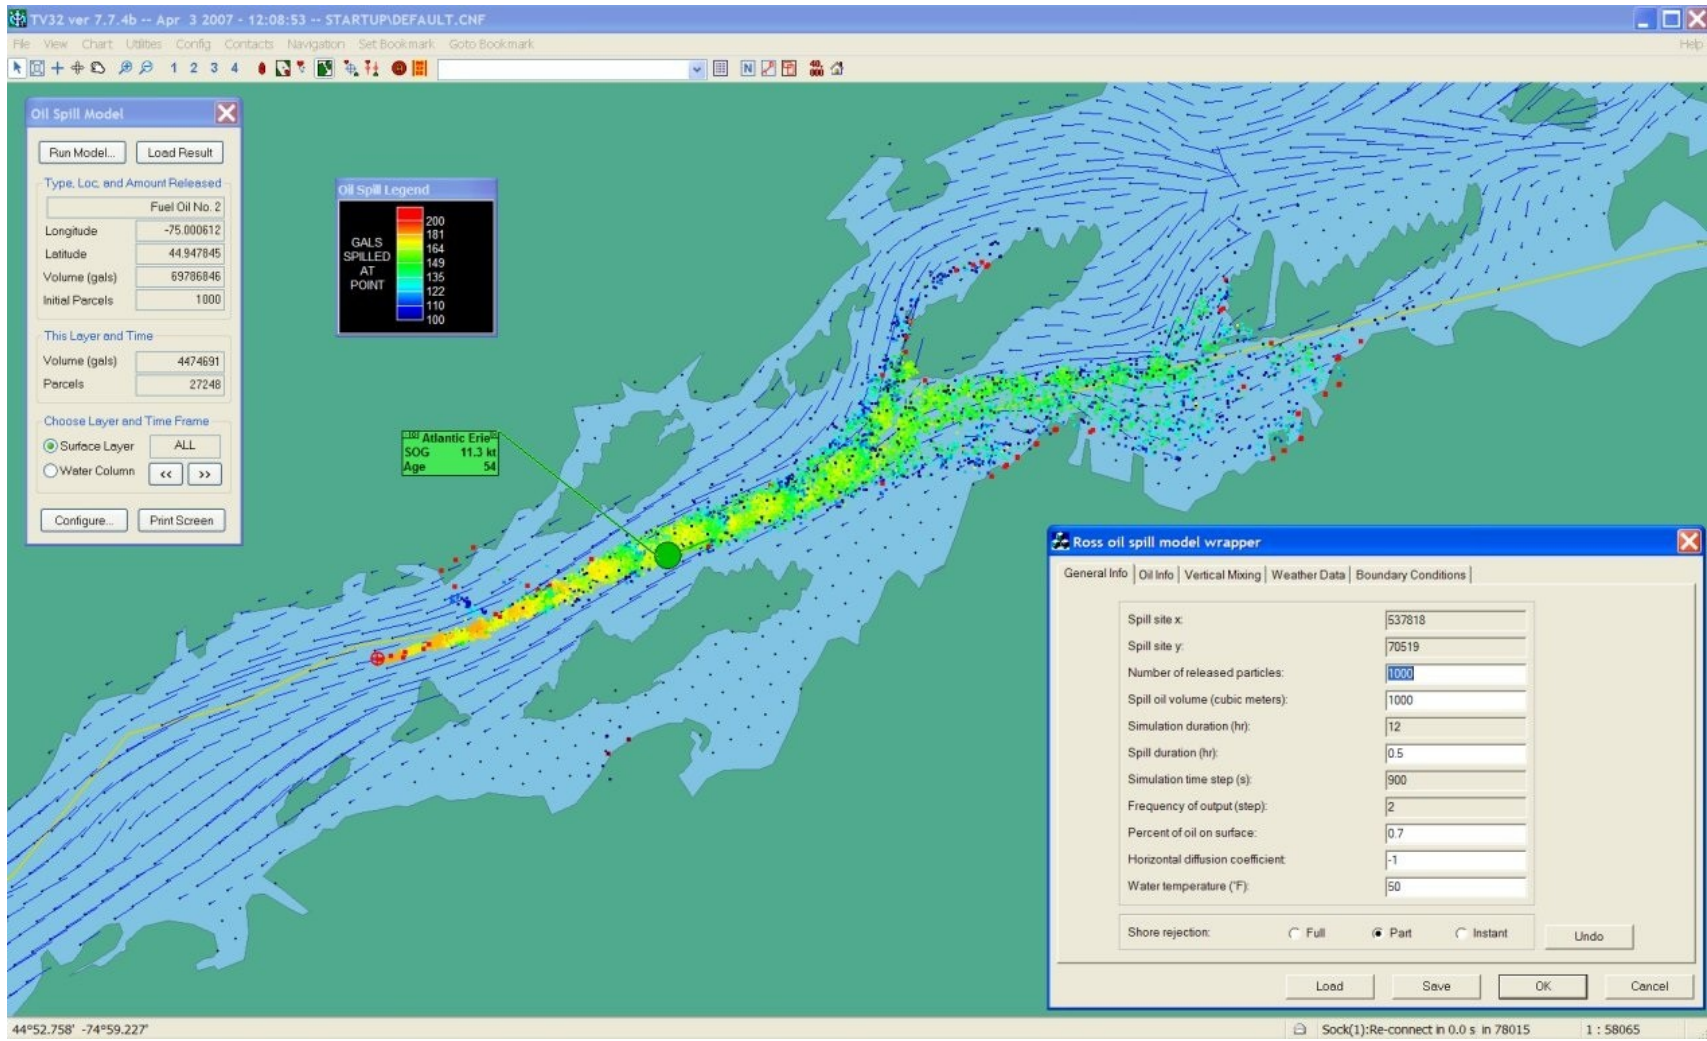 TV32 ver 7.7.4b -- Apr 3 2007 - 12:08:53 -- STARTUP\DEFAULT.CNF
File View Chart Utilities Config Contacts Navigation Set Bookmark Goto Bookmark Help
1 2 3 4
N
40,000
Oil Spill Model
Run Model... Load Result
Type, Loc, and Amount Released
Fuel Oil No. 2
Longitude -75.000612
Latitude 44.947845
Volume (gals) 69786846
Initial Parcels 1000
This Layer and Time
Volume (gals) 4474691
Parcels 27248
Choose Layer and Time Frame
Surface Layer ALL
Water Column << >>
Configure... Print Screen
Oil Spill Legend
GALS
SPILLED
AT
POINT
200
181
164
149
135
122
110
100
Atlantic Erie
SOG 11.3 kt
Age 54
Ross oil spill model wrapper
General Info Oil Info Vertical Mixing Weather Data Boundary Conditions
Spill site x: 537818
Spill site y: 70519
Number of released particles: 1000
Spill oil volume (cubic meters): 1000
Simulation duration (hr): 12
Spill duration (hr): 0.5
Simulation time step (s): 900
Frequency of output (step): 2
Percent of oil on surface: 0.7
Horizontal diffusion coefficient: -1
Water temperature (°F): 50
Shore rejection: Full Part Instant Undo
Load Save OK Cancel
44°52.758' -74°59.227' Sock(1):Re-connect in 0.0 s in 78015 1 : 58065